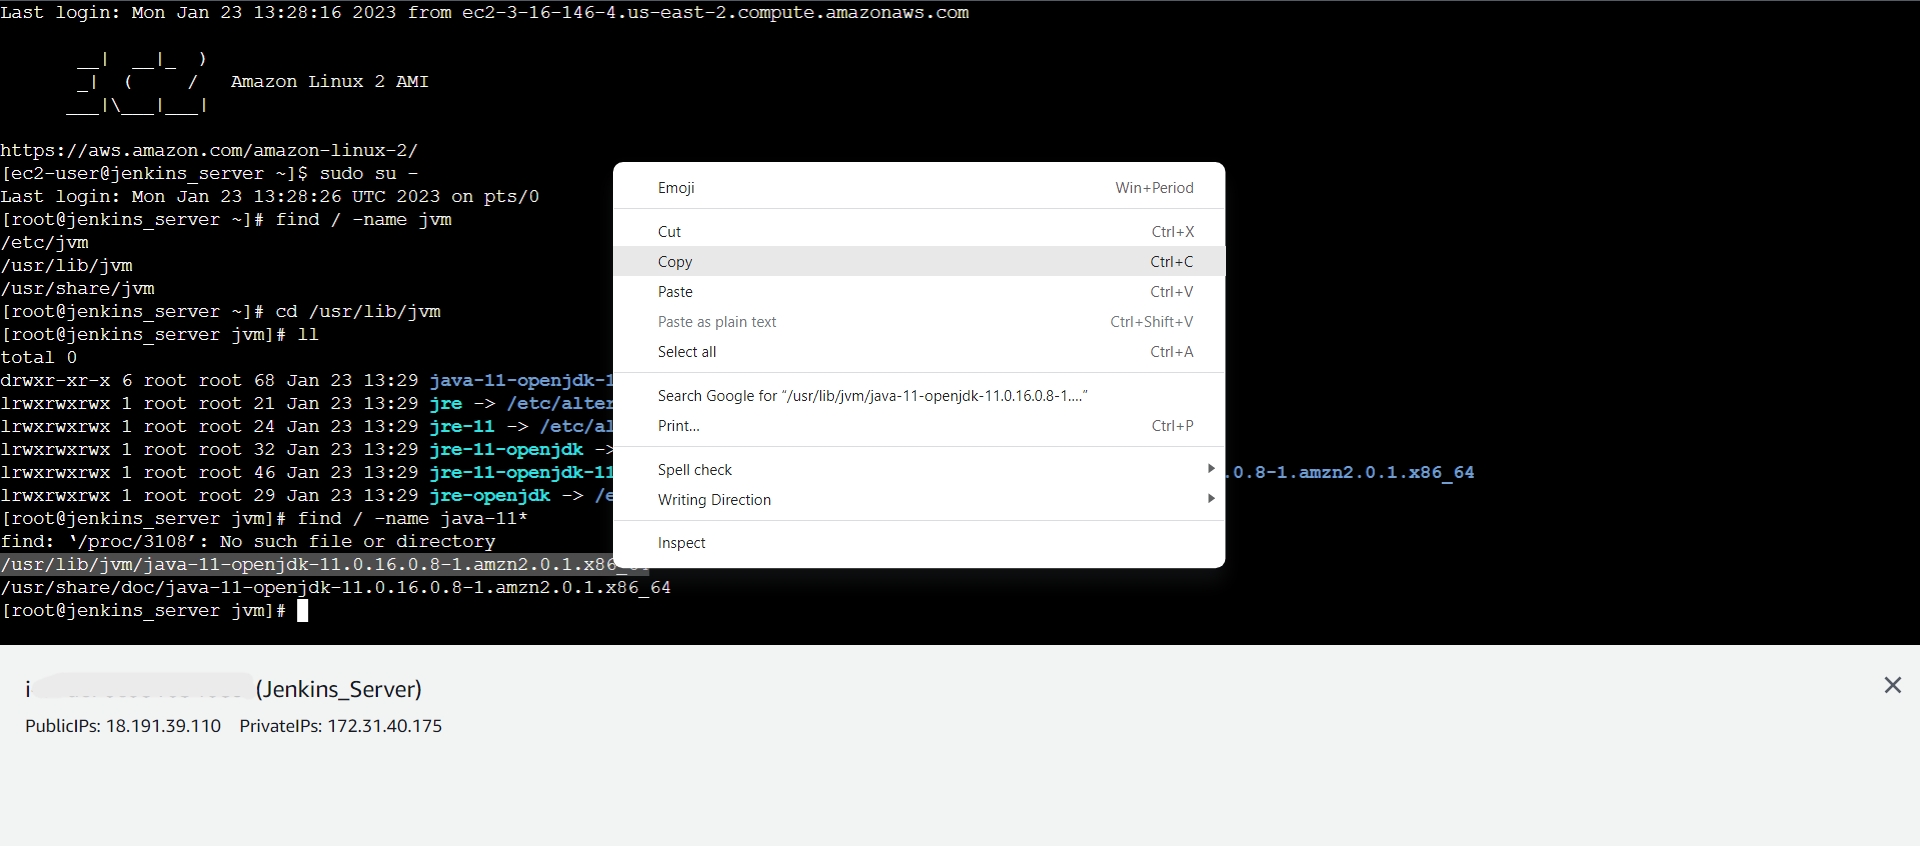 Last login: Mon Jan 23 13:28:16 2023 from ec2-3-16-146-4.us-east-2.compute.amazonaws.com
__|  __|_  )
_|  (     /   Amazon Linux 2 AMI
___|\___|___|
https://aws.amazon.com/amazon-linux-2/
[ec2-user@jenkins_server ~]$ sudo su -
Last login: Mon Jan 23 13:28:26 UTC 2023 on pts/0
[root@jenkins_server ~]# find / -name jvm
/etc/jvm
/usr/lib/jvm
/usr/share/jvm
[root@jenkins_server ~]# cd /usr/lib/jvm
[root@jenkins_server jvm]# ll
total 0
drwxr-xr-x 6 root root 68 Jan 23 13:29 java-11-openjdk-1
lrwxrwxrwx 1 root root 21 Jan 23 13:29 jre -> /etc/alter
lrwxrwxrwx 1 root root 24 Jan 23 13:29 jre-11 -> /etc/al
lrwxrwxrwx 1 root root 32 Jan 23 13:29 jre-11-openjdk ->
lrwxrwxrwx 1 root root 46 Jan 23 13:29 jre-11-openjdk-11 .0.8-1.amzn2.0.1.x86_64
lrwxrwxrwx 1 root root 29 Jan 23 13:29 jre-openjdk -> /e
[root@jenkins_server jvm]# find / -name java-11*
find: ‘/proc/3108’: No such file or directory
/usr/lib/jvm/java-11-openjdk-11.0.16.0.8-1.amzn2.0.1.x86_
/usr/share/doc/java-11-openjdk-11.0.16.0.8-1.amzn2.0.1.x86_64
[root@jenkins_server jvm]#
Emoji Win+Period
Cut Ctrl+X
Copy Ctrl+C
Paste Ctrl+V
Paste as plain text Ctrl+Shift+V
Select all Ctrl+A
Search Google for “/usr/lib/jvm/java-11-openjdk-11.0.16.0.8-1....”
Print... Ctrl+P
Spell check
Writing Direction
Inspect
i (Jenkins_Server)
PublicIPs: 18.191.39.110 PrivateIPs: 172.31.40.175